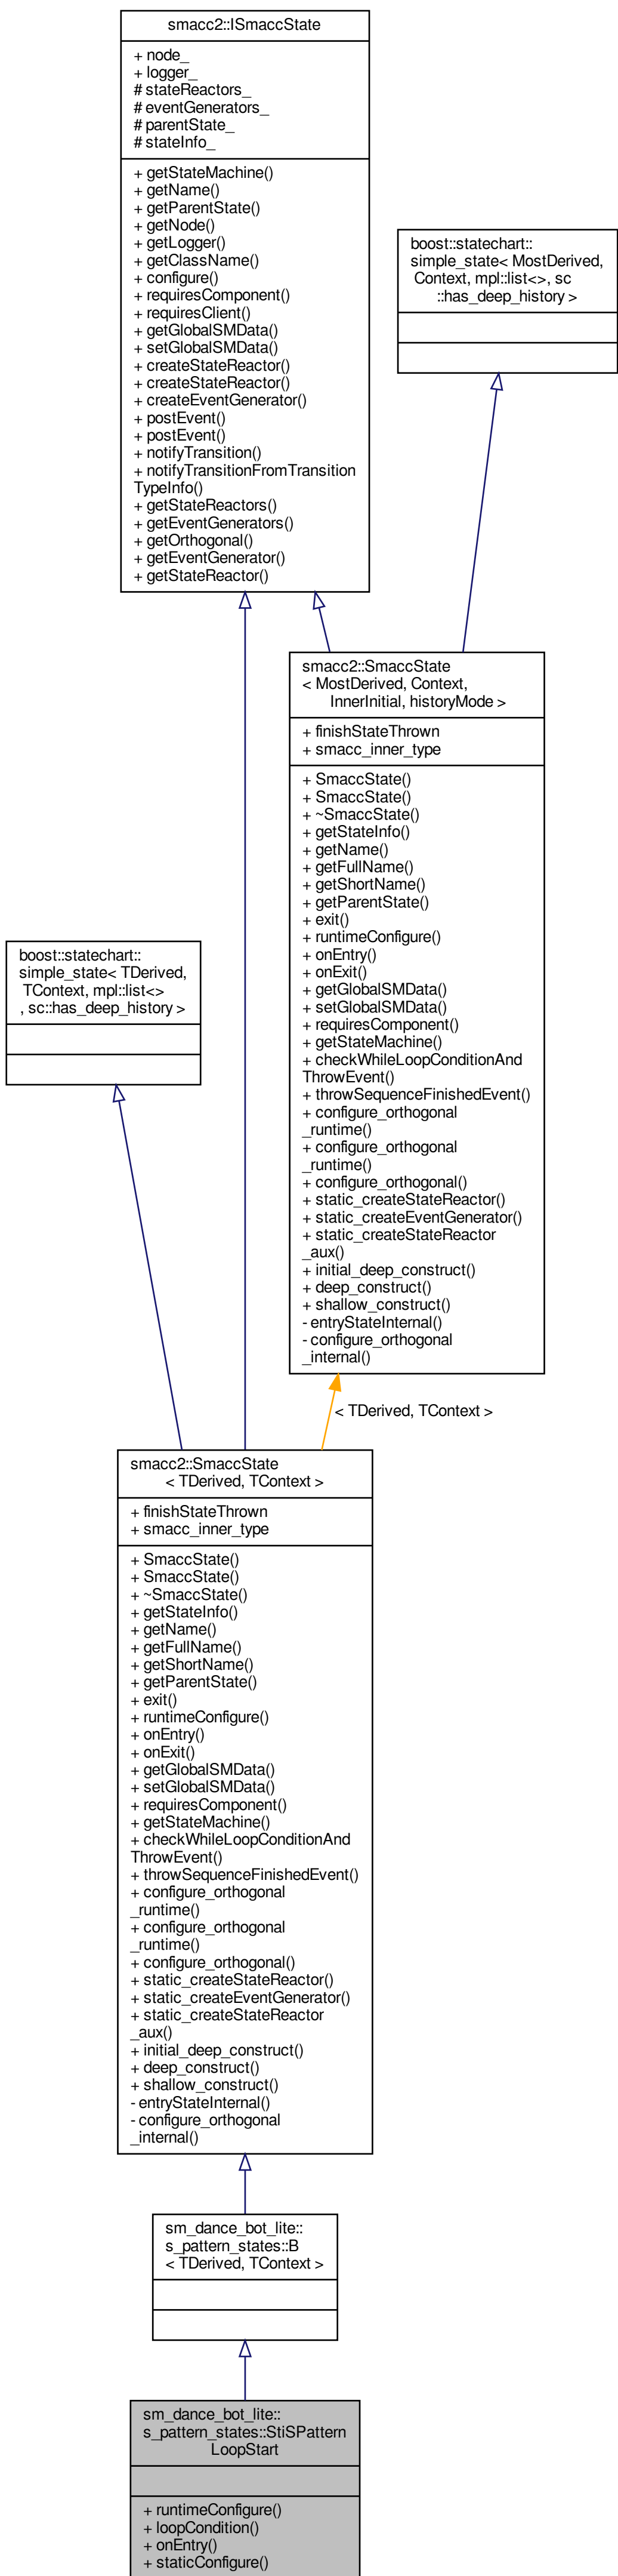 smacc2::ISmaccState
+ node_
+ logger_
# stateReactors_
# eventGenerators_
# parentState_
# stateInfo_
+ getStateMachine()
+ getName()
+ getParentState()
+ getNode()
+ getLogger()
+ getClassName()
+ configure()
+ requiresComponent()
+ requiresClient()
+ getGlobalSMData()
+ setGlobalSMData()
+ createStateReactor()
+ createStateReactor()
+ createEventGenerator()
+ postEvent()
+ postEvent()
+ notifyTransition()
+ notifyTransitionFromTransition
TypeInfo()
+ getStateReactors()
+ getEventGenerators()
+ getOrthogonal()
+ getEventGenerator()
+ getStateReactor()
boost::statechart::
simple_state< MostDerived,
Context, mpl::list<>, sc
::has_deep_history >
smacc2::SmaccState
< MostDerived, Context,
InnerInitial, historyMode >
+ finishStateThrown
+ smacc_inner_type
+ SmaccState()
+ SmaccState()
+ ~SmaccState()
+ getStateInfo()
+ getName()
+ getFullName()
+ getShortName()
+ getParentState()
+ exit()
+ runtimeConfigure()
+ onEntry()
+ onExit()
+ getGlobalSMData()
+ setGlobalSMData()
+ requiresComponent()
+ getStateMachine()
+ checkWhileLoopConditionAnd
ThrowEvent()
+ throwSequenceFinishedEvent()
+ configure_orthogonal
_runtime()
+ configure_orthogonal
_runtime()
+ configure_orthogonal()
+ static_createStateReactor()
+ static_createEventGenerator()
+ static_createStateReactor
_aux()
+ initial_deep_construct()
+ deep_construct()
+ shallow_construct()
- entryStateInternal()
- configure_orthogonal
_internal()
boost::statechart::
simple_state< TDerived,
TContext, mpl::list<>
, sc::has_deep_history >
< TDerived, TContext >
smacc2::SmaccState
< TDerived, TContext >
+ finishStateThrown
+ smacc_inner_type
+ SmaccState()
+ SmaccState()
+ ~SmaccState()
+ getStateInfo()
+ getName()
+ getFullName()
+ getShortName()
+ getParentState()
+ exit()
+ runtimeConfigure()
+ onEntry()
+ onExit()
+ getGlobalSMData()
+ setGlobalSMData()
+ requiresComponent()
+ getStateMachine()
+ checkWhileLoopConditionAnd
ThrowEvent()
+ throwSequenceFinishedEvent()
+ configure_orthogonal
_runtime()
+ configure_orthogonal
_runtime()
+ configure_orthogonal()
+ static_createStateReactor()
+ static_createEventGenerator()
+ static_createStateReactor
_aux()
+ initial_deep_construct()
+ deep_construct()
+ shallow_construct()
- entryStateInternal()
- configure_orthogonal
_internal()
sm_dance_bot_lite::
s_pattern_states::B
< TDerived, TContext >
sm_dance_bot_lite::
s_pattern_states::StiSPattern
LoopStart
+ runtimeConfigure()
+ loopCondition()
+ onEntry()
+ staticConfigure()